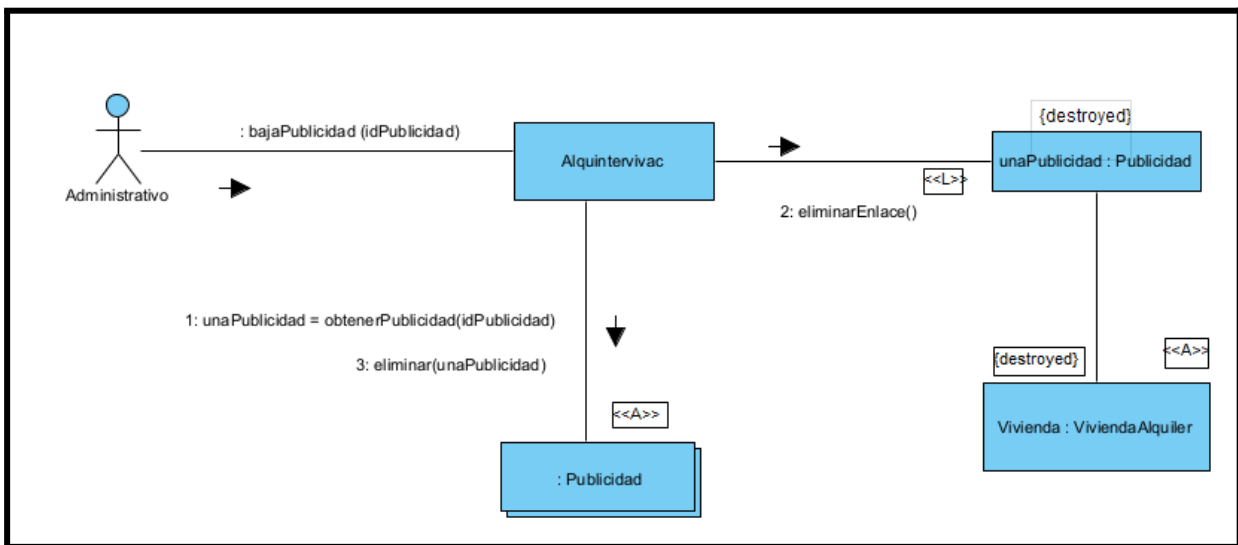 {destroyed}
: bajaPublicidad (idPublicidad)
Alquintervivac
unaPublicidad : Publicidad
Administrativo
<<L>>
2: eliminarEnlace()
1: unaPublicidad = obtenerPublicidad(idPublicidad)
3: eliminar(unaPublicidad)
{destroyed}
<<A>>
<<A>>
Vivienda : ViviendaAlquiler
: Publicidad